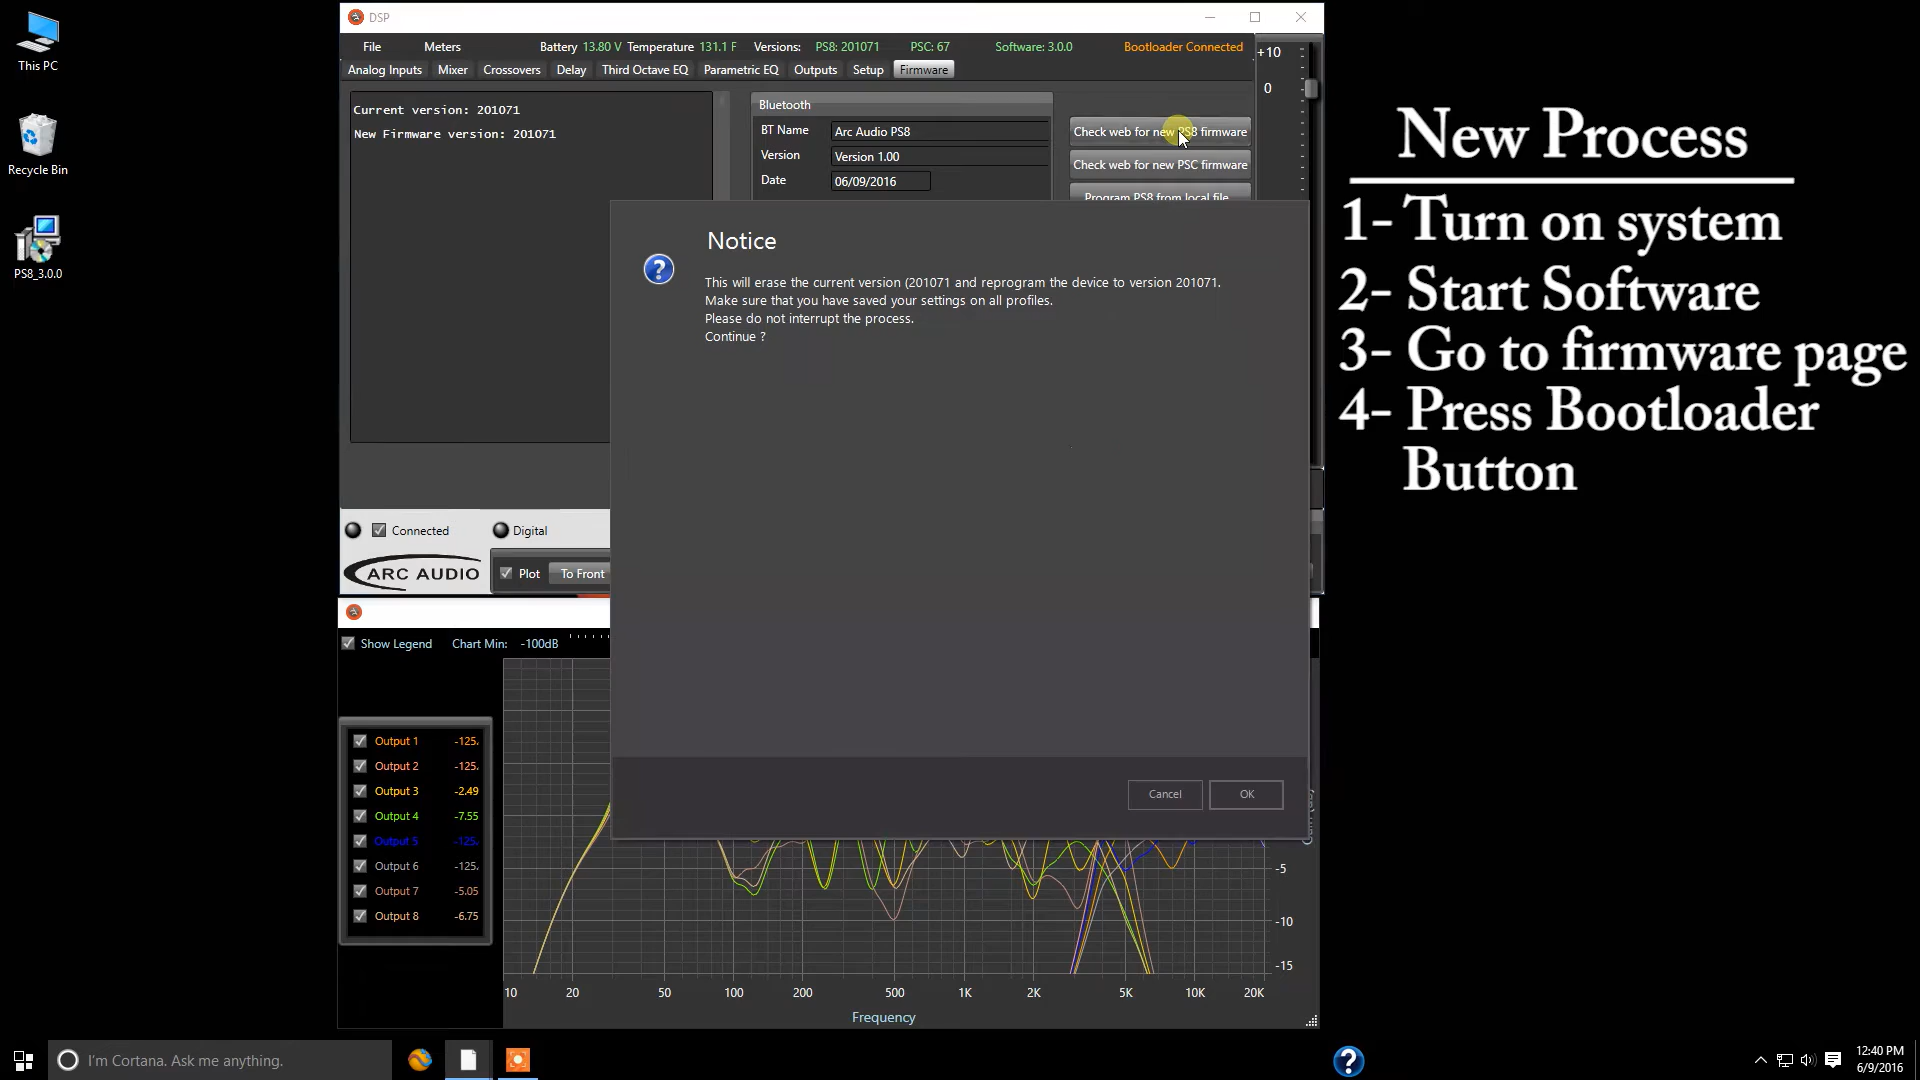 This PC
Recycle Bin
PS8_3.0.0
DSP
File Meters Battery 13.80 V Temperature 131.1 F Versions: PS8: 201071 PSC: 67 Software: 3.0.0 Bootloader Connected
Analog Inputs Mixer Crossovers Delay Third Octave EQ Parametric EQ Outputs Setup Firmware
+10
0
Current version: 201071
New Firmware version: 201071
Bluetooth
BT Name Arc Audio PS8
Version Version 1.00
Date 06/09/2016
Check web for new PS8 firmware
Check web for new PSC firmware
Program PS8 from local file
Notice
This will erase the current version (201071 and reprogram the device to version 201071.
Make sure that you have saved your settings on all profiles.
Please do not interrupt the process.
Continue ?
Cancel OK
Connected Digital
ARC AUDIO Plot To Front
Show Legend Chart Min: -100dB
Output 1 -125.
Output 2 -125.
Output 3 -2.49
Output 4 -7.55
Output 5 -125.
Output 6 -125.
Output 7 -5.05
Output 8 -6.75
-5
-10
-15
10 20 50 100 200 500 1K 2K 5K 10K 20K
Frequency
New Process
1- Turn on system
2- Start Software
3- Go to firmware page
4- Press Bootloader
Button
I'm Cortana. Ask me anything.
12:40 PM
6/9/2016